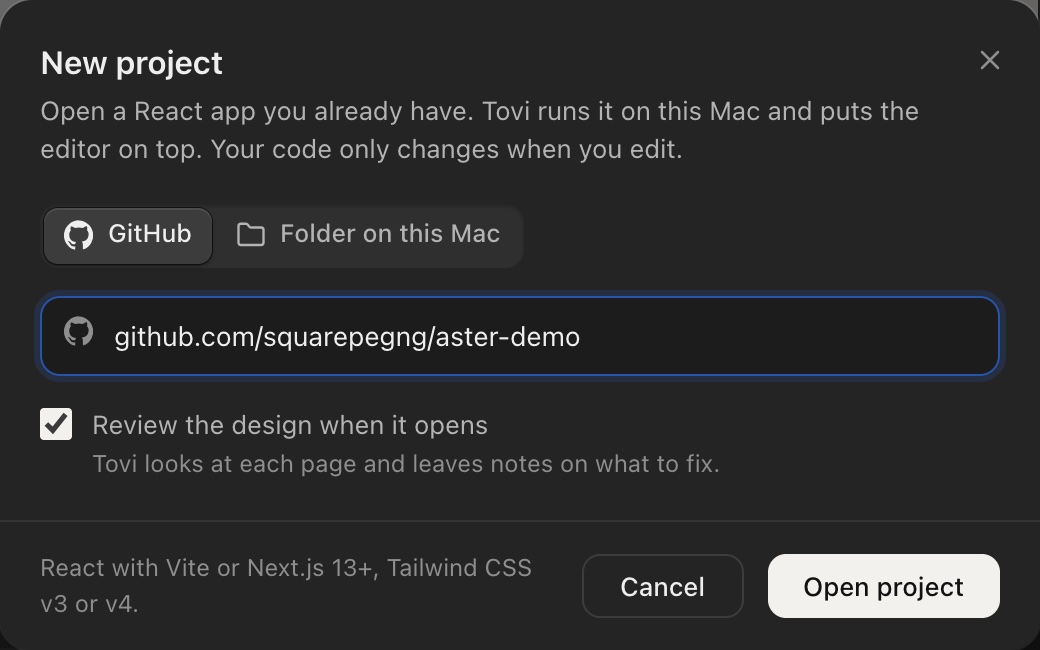 New project
Open a React app you already have. Tovi runs it on this Mac and puts the
editor on top. Your code only changes when you edit.
GitHub
Folder on this Mac
github.com/squarepegng/aster-demo
Review the design when it opens
Tovi looks at each page and leaves notes on what to fix.
React with Vite or Next.js 13+, Tailwind CSS
v3 or v4.
Cancel
Open project